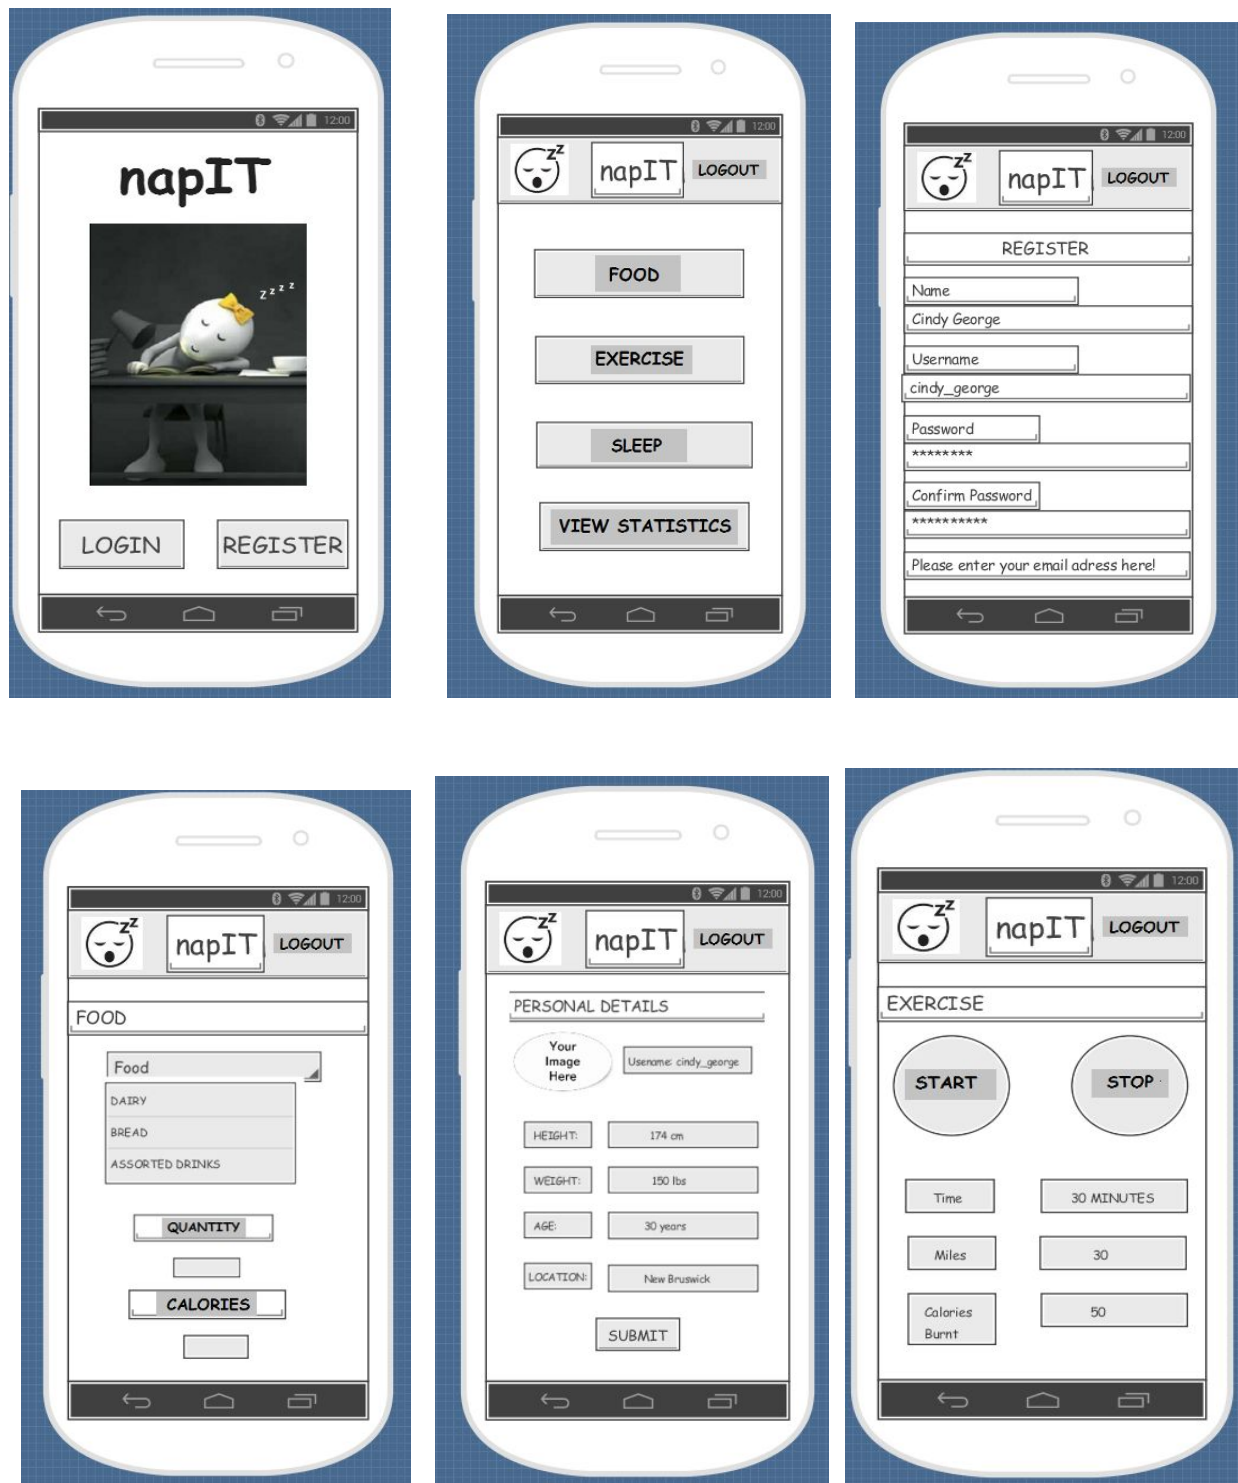 12:00
napIT
z z z z
LOGIN
REGISTER
12:00
zZ
napIT
LOGOUT
FOOD
EXERCISE
SLEEP
VIEW STATISTICS
12:00
zZ
napIT
LOGOUT
REGISTER
Name
Cindy George
Username
cindy_george
Password
********
Confirm Password
**********
Please enter your email adress here!
12:00
zZ
napIT
LOGOUT
FOOD
Food
DAIRY
BREAD
ASSORTED DRINKS
QUANTITY
CALORIES
12:00
zZ
napIT
LOGOUT
PERSONAL DETAILS
Your
Image
Here
Usename: cindy_george
HEIGHT: 174 cm
WEIGHT: 150 lbs
AGE: 30 years
LOCATION: New Bruswick
SUBMIT
12:00
zZ
napIT
LOGOUT
EXERCISE
START STOP
Time 30 MINUTES
Miles 30
Calories 50
Burnt